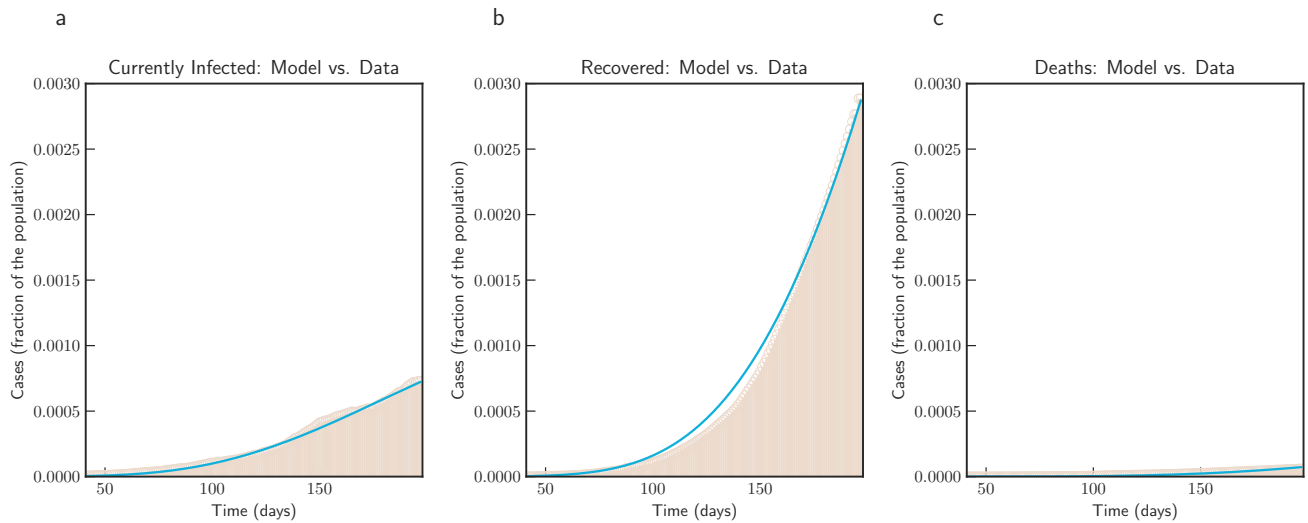 a
b
c
Currently Infected: Model vs. Data
Recovered: Model vs. Data
Deaths: Model vs. Data
Cases (fraction of the population)
0.0030
0.0025
0.0020
0.0015
0.0010
0.0005
0.0000
50
100
150
Time (days)
Cases (fraction of the population)
0.0030
0.0025
0.0020
0.0015
0.0010
0.0005
0.0000
50
100
150
Time (days)
Cases (fraction of the population)
0.0030
0.0025
0.0020
0.0015
0.0010
0.0005
0.0000
50
100
150
Time (days)